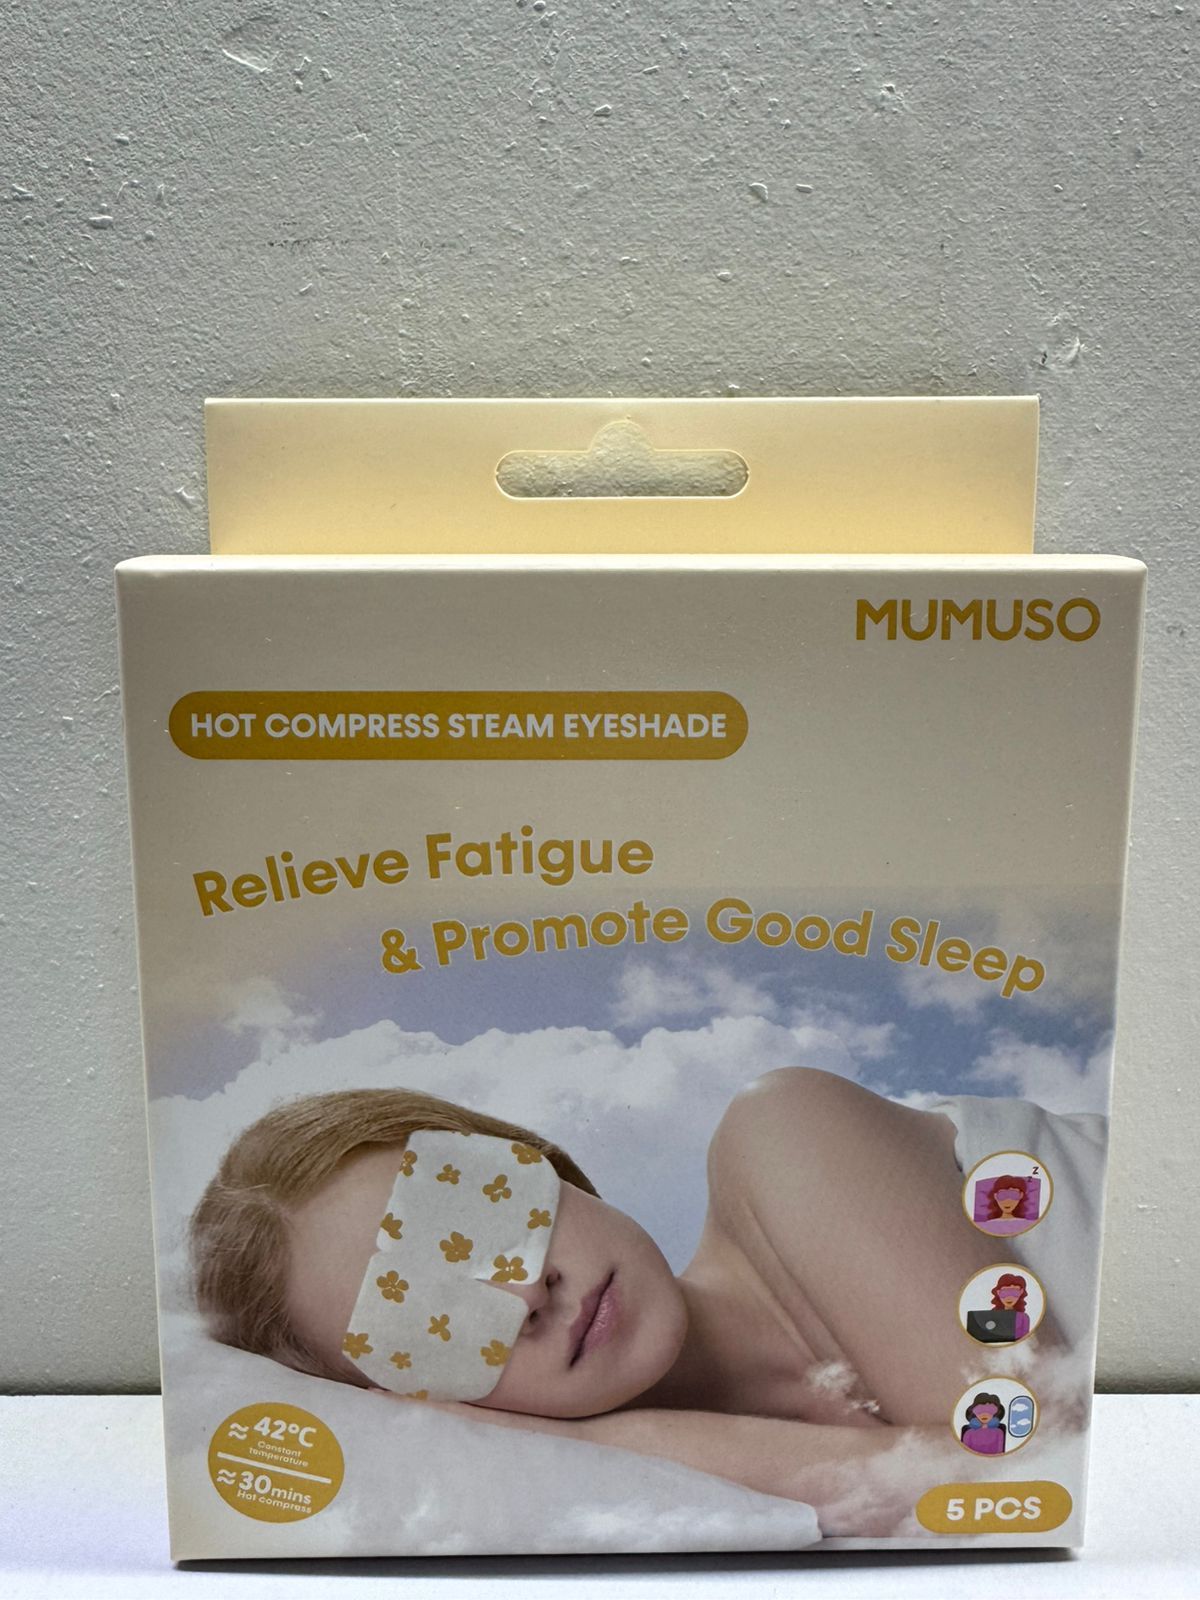 MUMUSO
HOT COMPRESS STEAM EYESHADE
Relieve Fatigue
& Promote Good Sleep
z
z
≈42°C
Constant
temperature
≈30mins
Hot compress
5 PCS